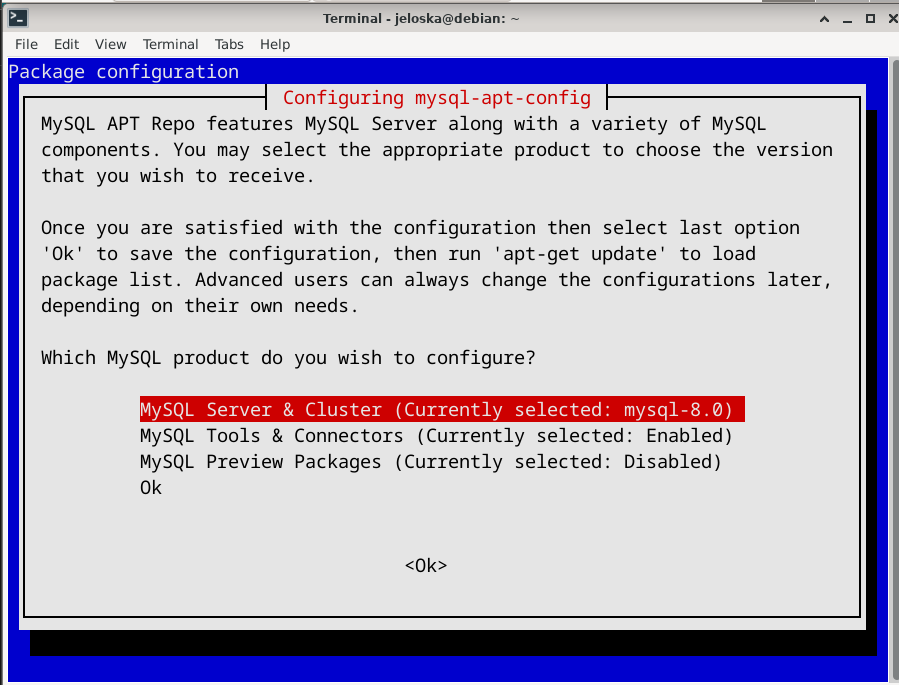 Terminal - jeloska@debian: ~
File Edit View Terminal Tabs Help
Package configuration
Configuring mysql-apt-config
MySQL APT Repo features MySQL Server along with a variety of MySQL
components. You may select the appropriate product to choose the version
that you wish to receive.
Once you are satisfied with the configuration then select last option
'Ok' to save the configuration, then run 'apt-get update' to load
package list. Advanced users can always change the configurations later,
depending on their own needs.
Which MySQL product do you wish to configure?
MySQL Server & Cluster (Currently selected: mysql-8.0)
MySQL Tools & Connectors (Currently selected: Enabled)
MySQL Preview Packages (Currently selected: Disabled)
Ok
<Ok>